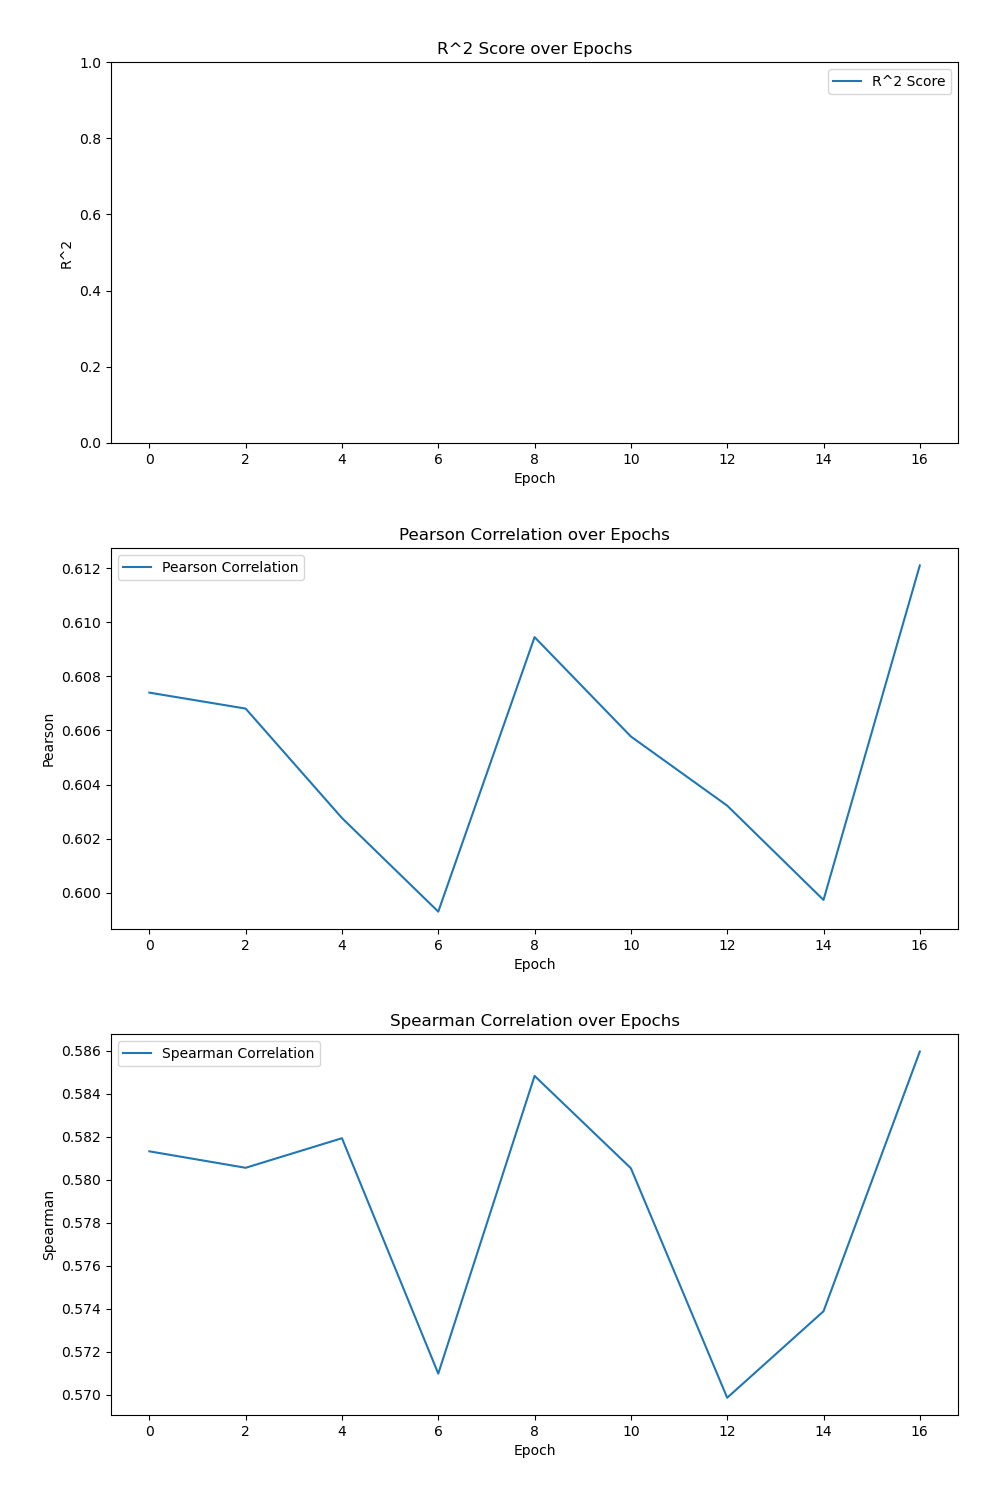 R^2 Score over Epochs
R^2 Score
1.0
0.8
0.6
0.4
0.2
0.0
R^2
0 2 4 6 8 10 12 14 16
Epoch
Pearson Correlation over Epochs
Pearson Correlation
0.612
0.610
0.608
0.606
0.604
0.602
0.600
Pearson
0 2 4 6 8 10 12 14 16
Epoch
Spearman Correlation over Epochs
Spearman Correlation
0.586
0.584
0.582
0.580
0.578
0.576
0.574
0.572
0.570
Spearman
0 2 4 6 8 10 12 14 16
Epoch